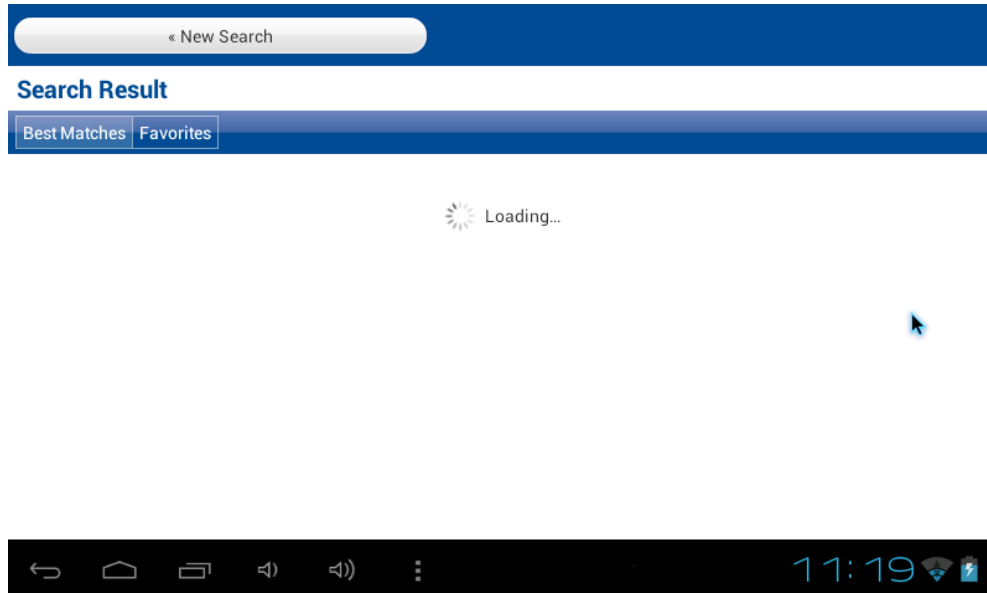 « New Search
Search Result
Best Matches Favorites
Loading...
11:19